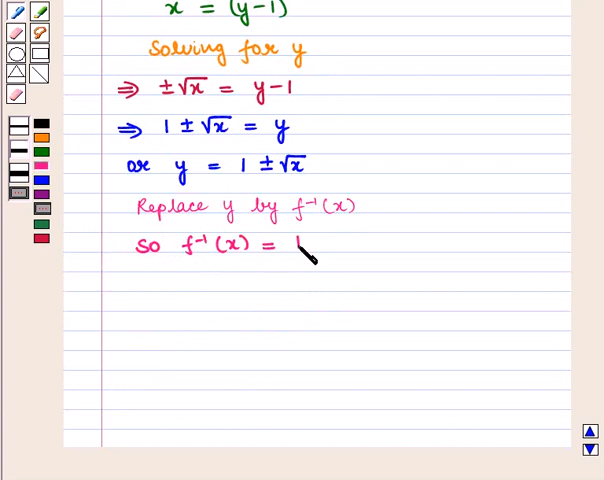 x = (y-1)
Solving for y
⇒ ±√x = y-1
⇒ 1 ±√x = y
or y = 1 ±√x
Replace y by f⁻¹(x)
So f⁻¹(x) = 1